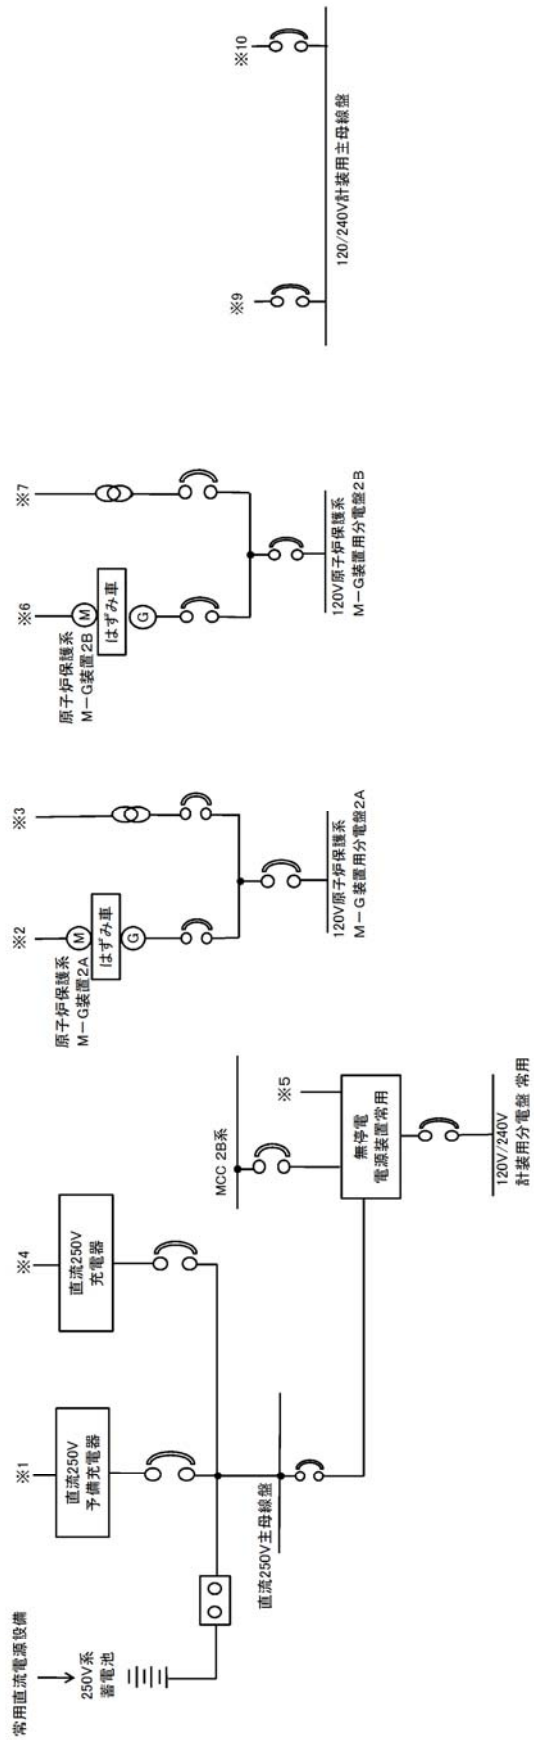 常用直流電源設備
250V系
蓄電池
※1
直流250V
予備充電器
直流250V主母線盤
※4
直流250V
充電器
MCC 2B系
※5
無停電
電源装置常用
120V/240V
計装用分電盤 常用
※2
原子炉保護系
M－G装置2A
M
はずみ車
G
※3
120V原子炉保護系
M－G装置用分電盤2A
※6
原子炉保護系
M－G装置2B
M
はずみ車
G
※7
120V原子炉保護系
M－G装置用分電盤2B
※9
※10
120/240V計装用主母線盤